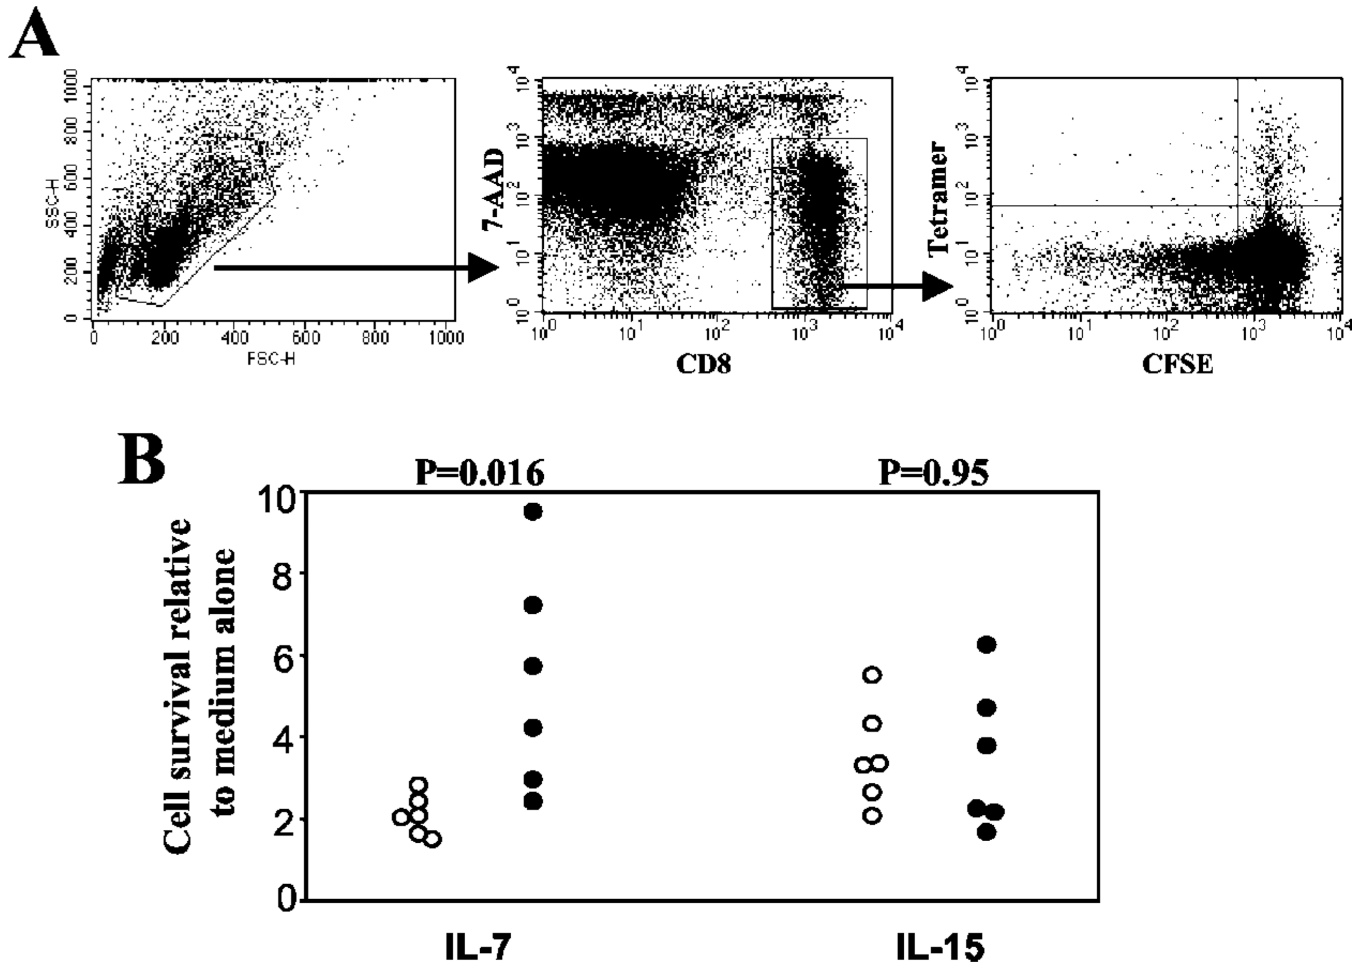 A
SSC-H
1000
800
600
400
200
0
0 200 400 600 800 1000
FSC-H
7-AAD
10^4
10^3
10^2
10^1
10^0
10^0 10^1 10^2 10^3 10^4
CD8
Tetramer
10^4
10^3
10^2
10^1
10^0
10^0 10^1 10^2 10^3 10^4
CFSE
B
P=0.016 P=0.95
Cell survival relative
to medium alone
10
8
6
4
2
0
IL-7 IL-15